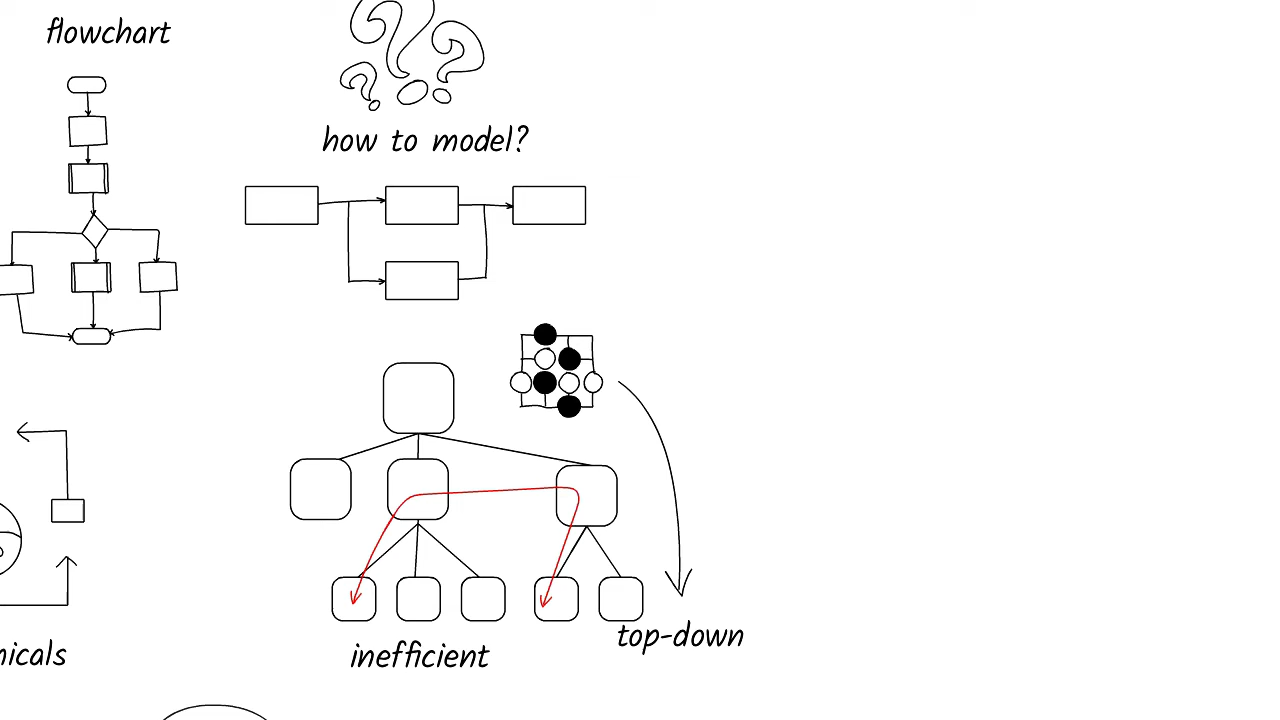 flowchart
how to model?
top-down
inefficient
nicals